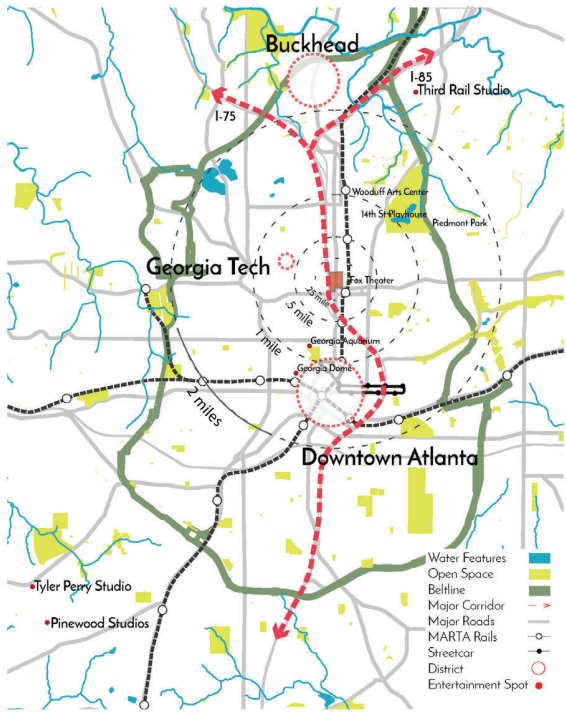 Buckhead
I-85
Third Rail Studio
I-75
Wooduff Arts Center
14th St Playhouse
Piedmont Park
Georgia Tech
Fox Theater
.25 mile
.5 mile
1 mile
2 miles
Georgia Aquarium
Georgia Dome
Downtown Atlanta
Tyler Perry Studio
Pinewood Studios
Water Features
Open Space
Beltline
Major Corridor
Major Roads
MARTA Rails
Streetcar
District
Entertainment Spot